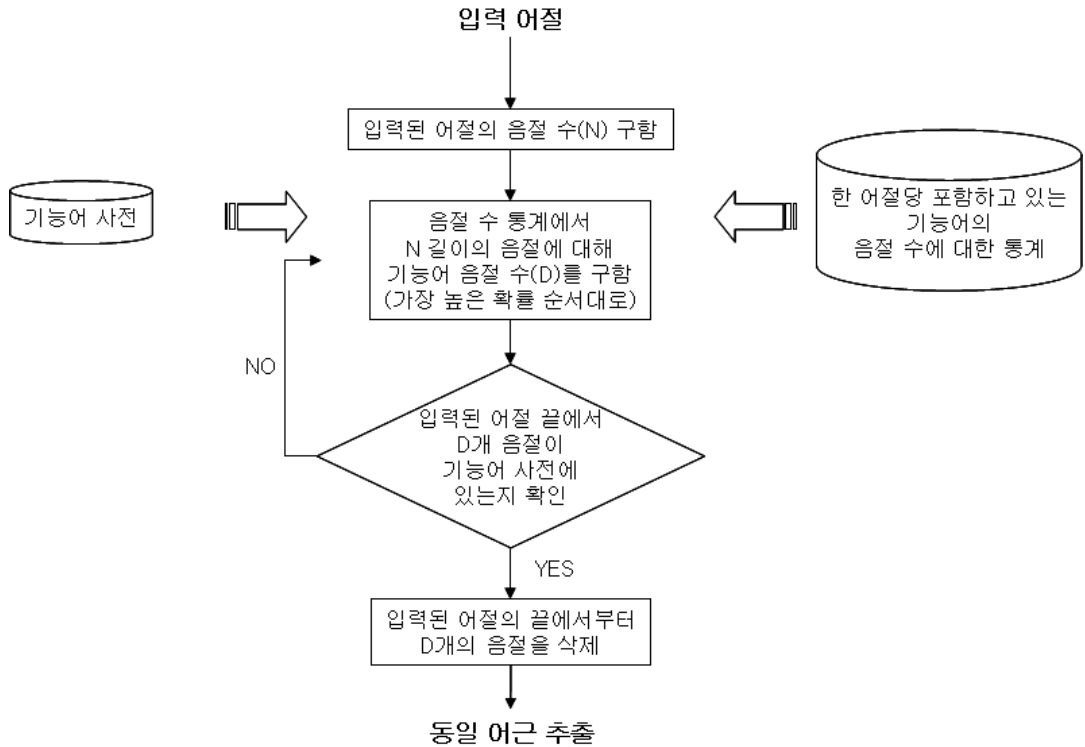 입력 어절
입력된 어절의 음절 수(N) 구함
기능어 사전
음절 수 통계에서
N 길이의 음절에 대해
기능어 음절 수(D)를 구함
(가장 높은 확률 순서대로)
한 어절당 포함하고 있는
기능어의
음절 수에 대한 통계
NO
입력된 어절 끝에서
D개 음절이
기능어 사전에
있는지 확인
YES
입력된 어절의 끝에서부터
D개의 음절을 삭제
동일 어근 추출